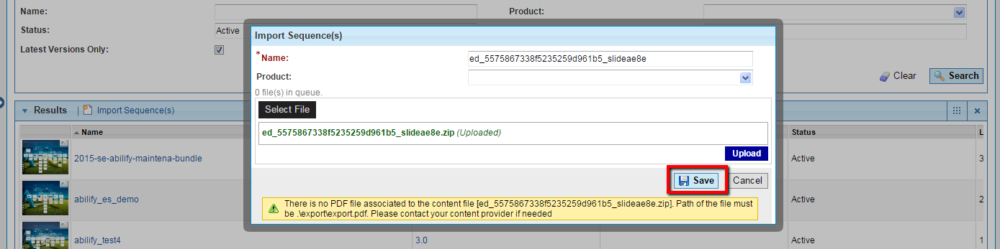 Name:
Product:
Status:
Active
Latest Versions Only:
Clear
Search
Import Sequence(s)
*Name:
ed_5575867338f5235259d961b5_slideae8e
Product:
0 file(s) in queue.
Select File
ed_5575867338f5235259d961b5_slideae8e.zip (Uploaded)
Upload
Save
Cancel
There is no PDF file associated to the content file [ed_5575867338f5235259d961b5_slideae8e.zip]. Path of the file must
be .\export\export.pdf. Please contact your content provider if needed
Results
Import Sequence(s)
Name
Status
L
2015-se-abilify-maintena-bundle
Active
3
abilify_es_demo
Active
2
abilify_test4
3.0
Active
1